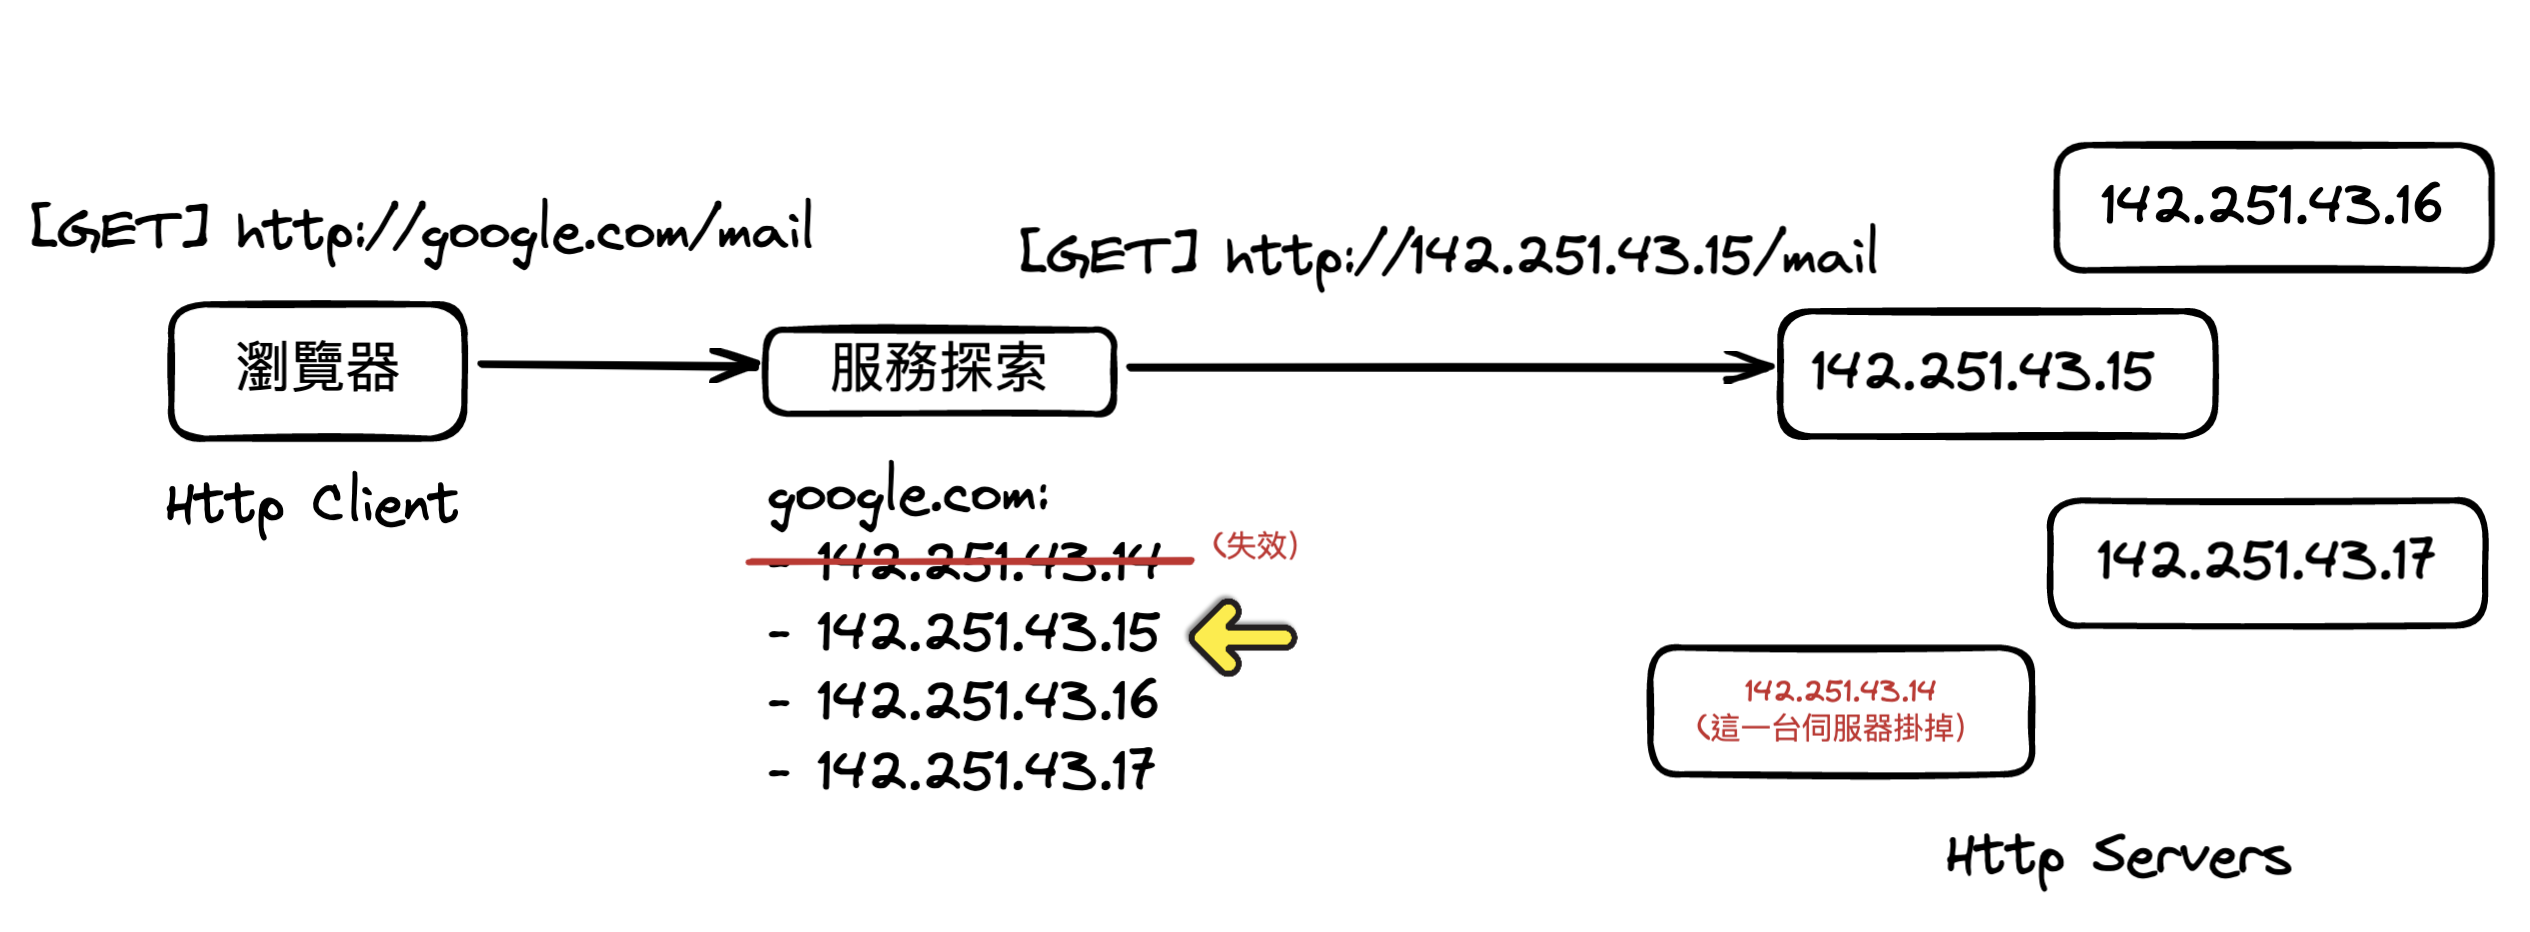 [GET] http://google.com/mail
瀏覽器
Http Client
服務探索
google.com:
- 142.251.43.14
（失效）
- 142.251.43.15
- 142.251.43.16
- 142.251.43.17
[GET] http://142.251.43.15/mail
142.251.43.16
142.251.43.15
142.251.43.17
142.251.43.14
（這一台伺服器掛掉）
Http Servers